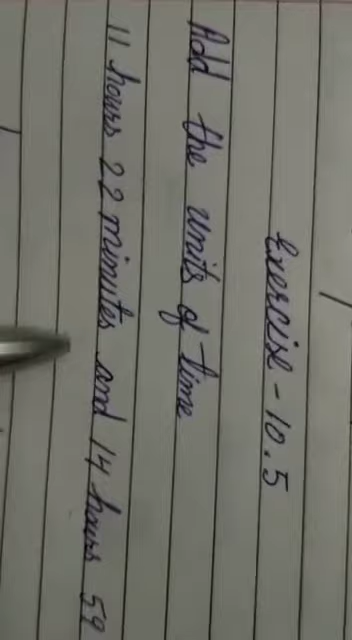 Exercise - 10.5
Add the units of time
11 hours 22 minutes and 14 hours 59